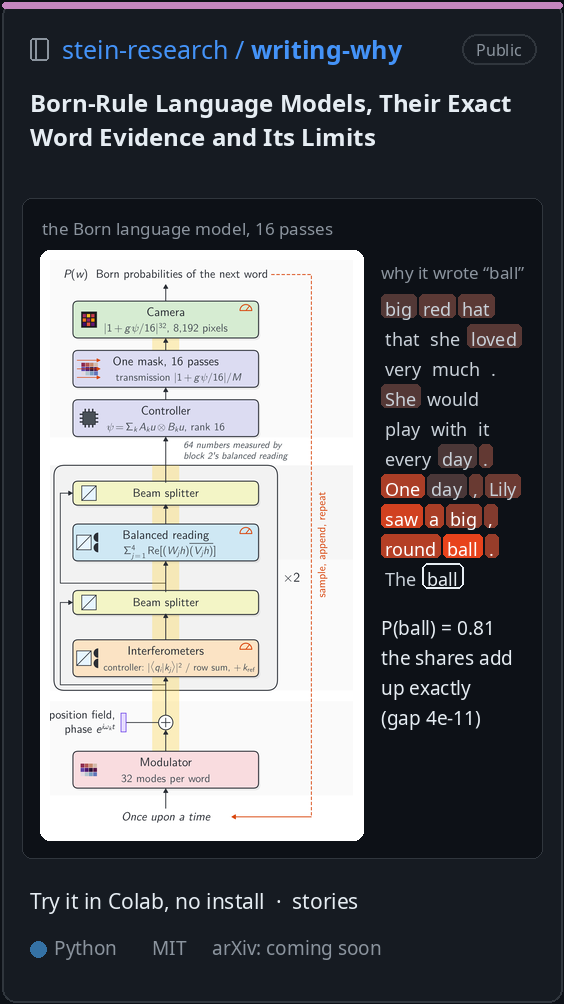 stein-research / writing-why
Public
Born-Rule Language Models, Their Exact
Word Evidence and Its Limits
the Born language model, 16 passes
P(w) Born probabilities of the next word
Camera
|1 + gψ/16|³², 8,192 pixels
One mask, 16 passes
transmission |1 + gψ/16|/M
Controller
ψ = Σₖ Aₖu ⊗ Bₖu, rank 16
64 numbers measured by
block 2's balanced reading
Beam splitter
Balanced reading
Σ⁴ⱼ₌₁ Re[(Wⱼh)(V̅ⱼh̅)]
×2
Beam splitter
Interferometers
controller: |⟨qᵢ|kⱼ⟩|² / row sum, + k_ref
position field,
phase e^{iωₖt}
Modulator
32 modes per word
Once upon a time
sample, append, repeat
why it wrote “ball”
big red hat
that she loved
very much .
She would
play with it
every day .
One day , Lily
saw a big ,
round ball .
The ball
P(ball) = 0.81
the shares add
up exactly
(gap 4e-11)
Try it in Colab, no install · stories
Python MIT arXiv: coming soon